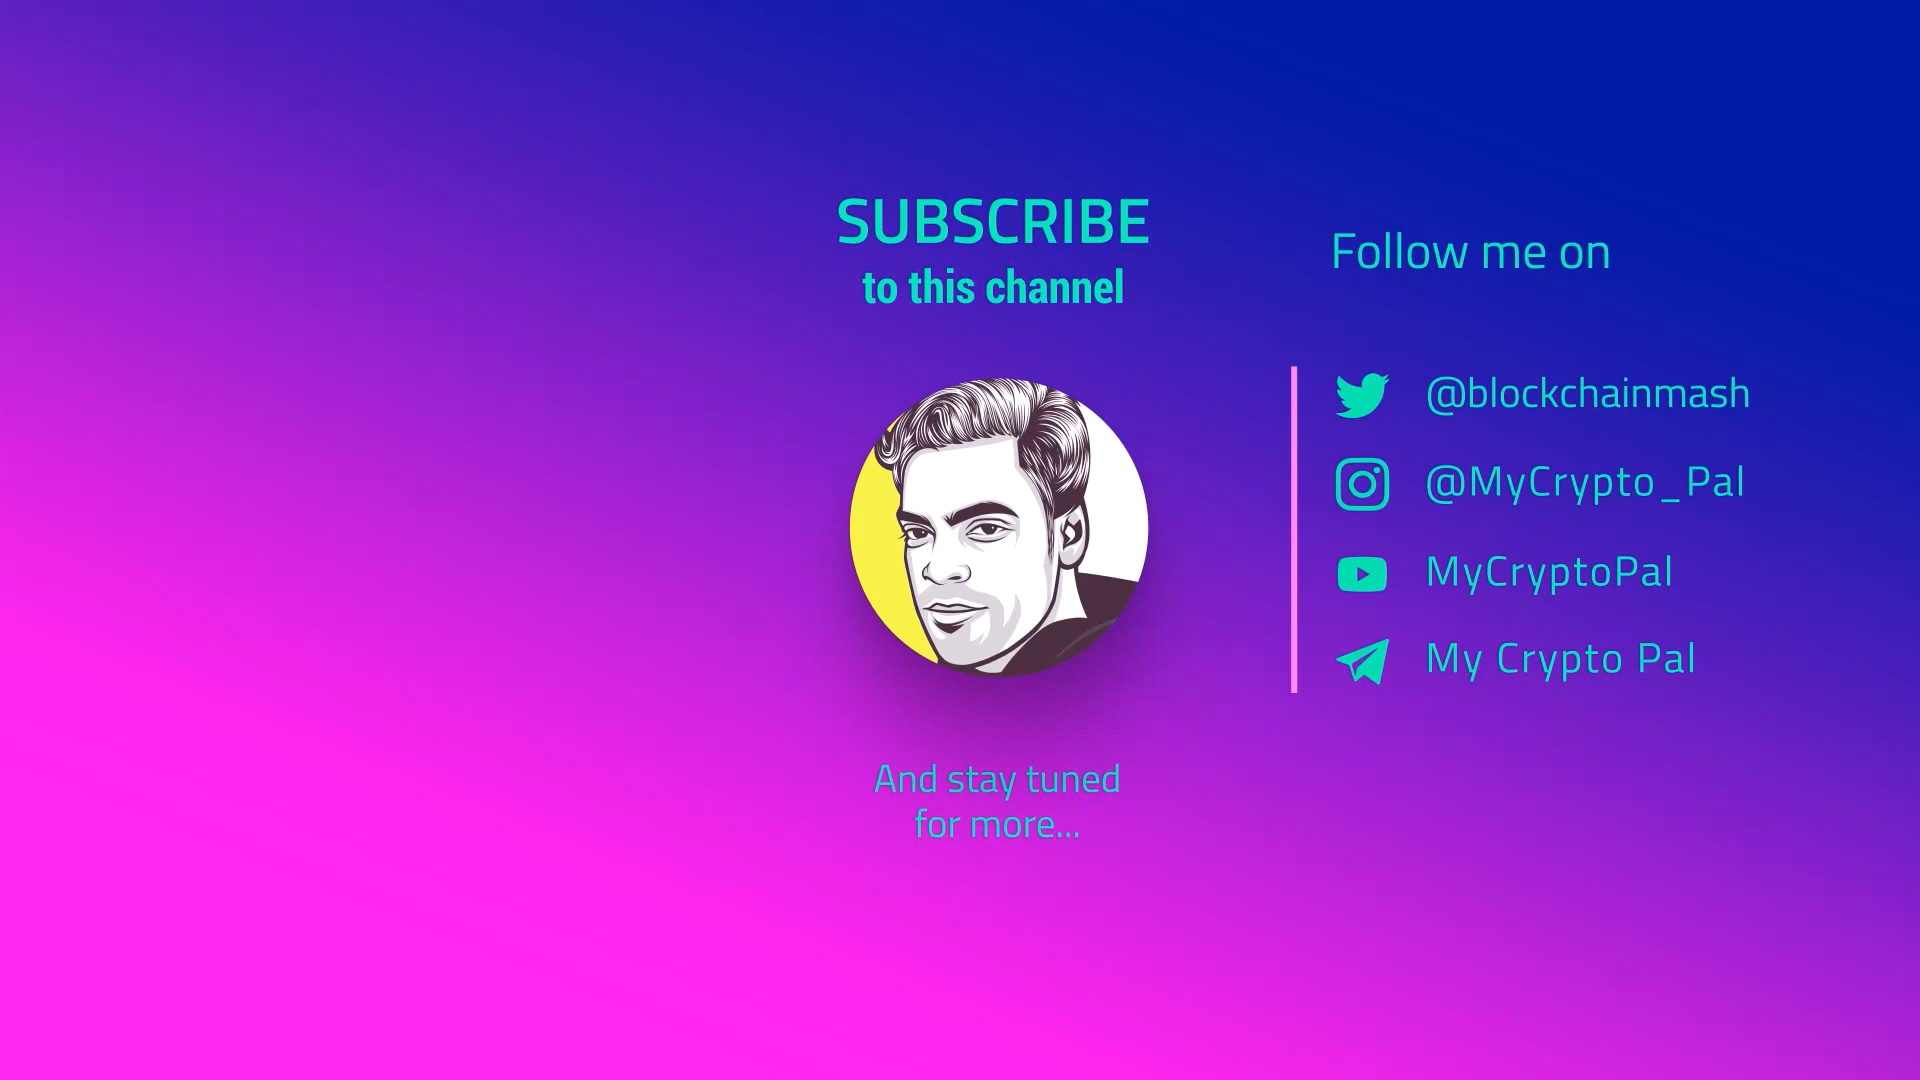 SUBSCRIBE
to this channel
And stay tuned
for more...
Follow me on
@blockchainmash
@MyCrypto_Pal
MyCryptoPal
My Crypto Pal